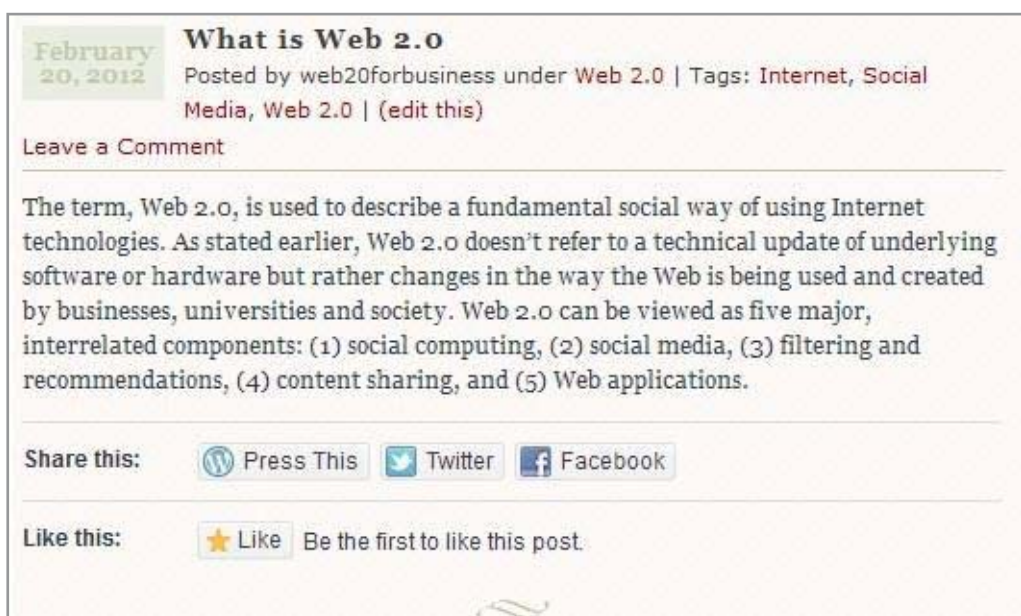 February
20, 2012
What is Web 2.0
Posted by web20forbusiness under Web 2.0 | Tags: Internet, Social
Media, Web 2.0 | (edit this)
Leave a Comment
The term, Web 2.0, is used to describe a fundamental social way of using Internet
technologies. As stated earlier, Web 2.0 doesn't refer to a technical update of underlying
software or hardware but rather changes in the way the Web is being used and created
by businesses, universities and society. Web 2.0 can be viewed as five major,
interrelated components: (1) social computing, (2) social media, (3) filtering and
recommendations, (4) content sharing, and (5) Web applications.
Share this: Press This Twitter Facebook
Like this: Like Be the first to like this post.